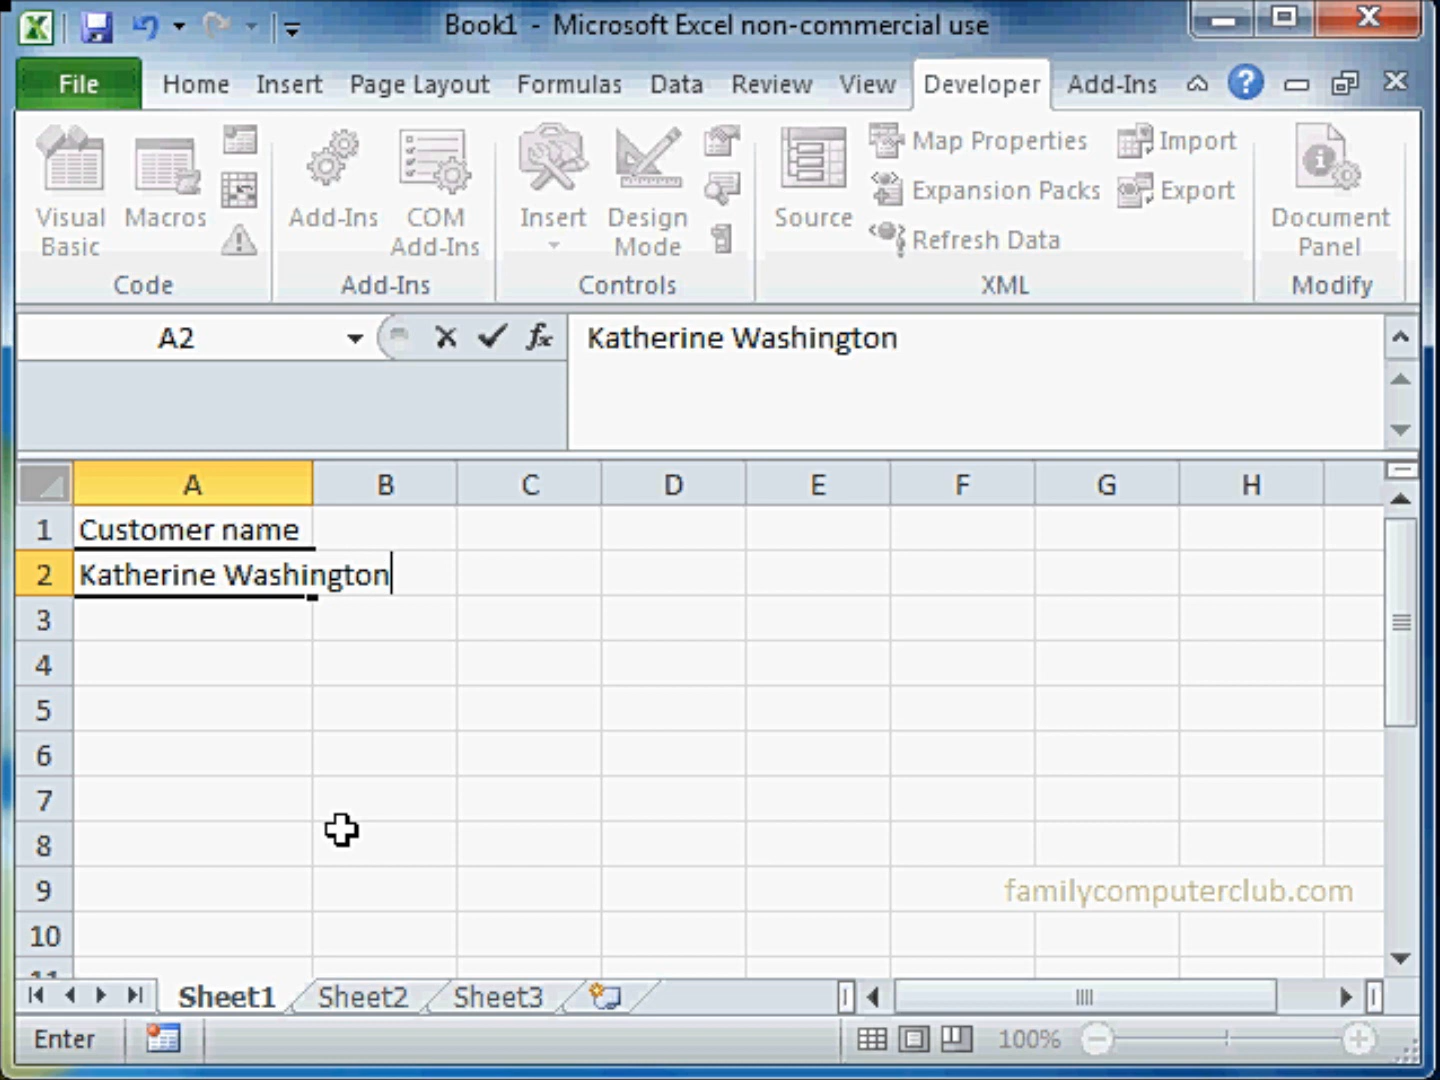 Book1 - Microsoft Excel non-commercial use
File Home Insert Page Layout Formulas Data Review View Developer Add-Ins
Visual Basic
Macros
Code
Add-Ins
COM Add-Ins
Add-Ins
Insert
Design Mode
Controls
Source
Map Properties
Expansion Packs
Refresh Data
Import
Export
XML
Document Panel
Modify
A2 fx Katherine Washington
A B C D E F G H
1 Customer name
2 Katherine Washington
3
4
5
6
7
8
9 familycomputerclub.com
10
11
Sheet1 Sheet2 Sheet3
Enter 100%